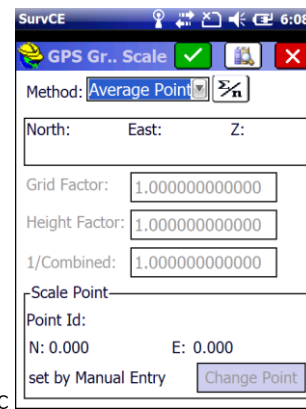 SurvCE 6:08
GPS Gr.. Scale
Method: Average Point Σ/n
North: East: Z:
Grid Factor: 1.000000000000
Height Factor: 1.000000000000
1/Combined: 1.000000000000
Scale Point
Point Id:
N: 0.000 E: 0.000
set by Manual Entry Change Point
C